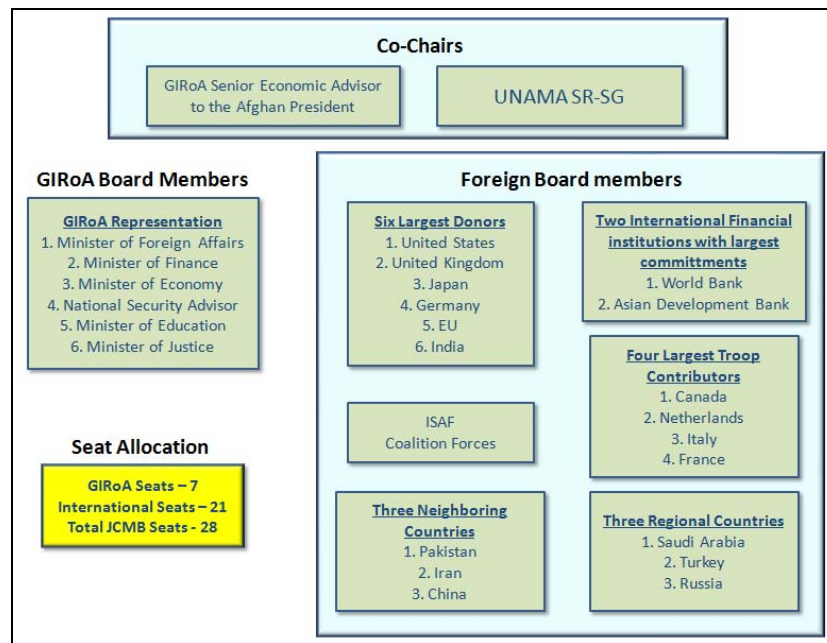 Co-Chairs
GIRoA Senior Economic Advisor
to the Afghan President
UNAMA SR-SG
GIRoA Board Members
GIRoA Representation
1. Minister of Foreign Affairs
2. Minister of Finance
3. Minister of Economy
4. National Security Advisor
5. Minister of Education
6. Minister of Justice
Seat Allocation
GIRoA Seats – 7
International Seats – 21
Total JCMB Seats - 28
Foreign Board members
Six Largest Donors
1. United States
2. United Kingdom
3. Japan
4. Germany
5. EU
6. India
Two International Financial
institutions with largest
committments
1. World Bank
2. Asian Development Bank
ISAF
Coalition Forces
Four Largest Troop
Contributors
1. Canada
2. Netherlands
3. Italy
4. France
Three Neighboring
Countries
1. Pakistan
2. Iran
3. China
Three Regional Countries
1. Saudi Arabia
2. Turkey
3. Russia